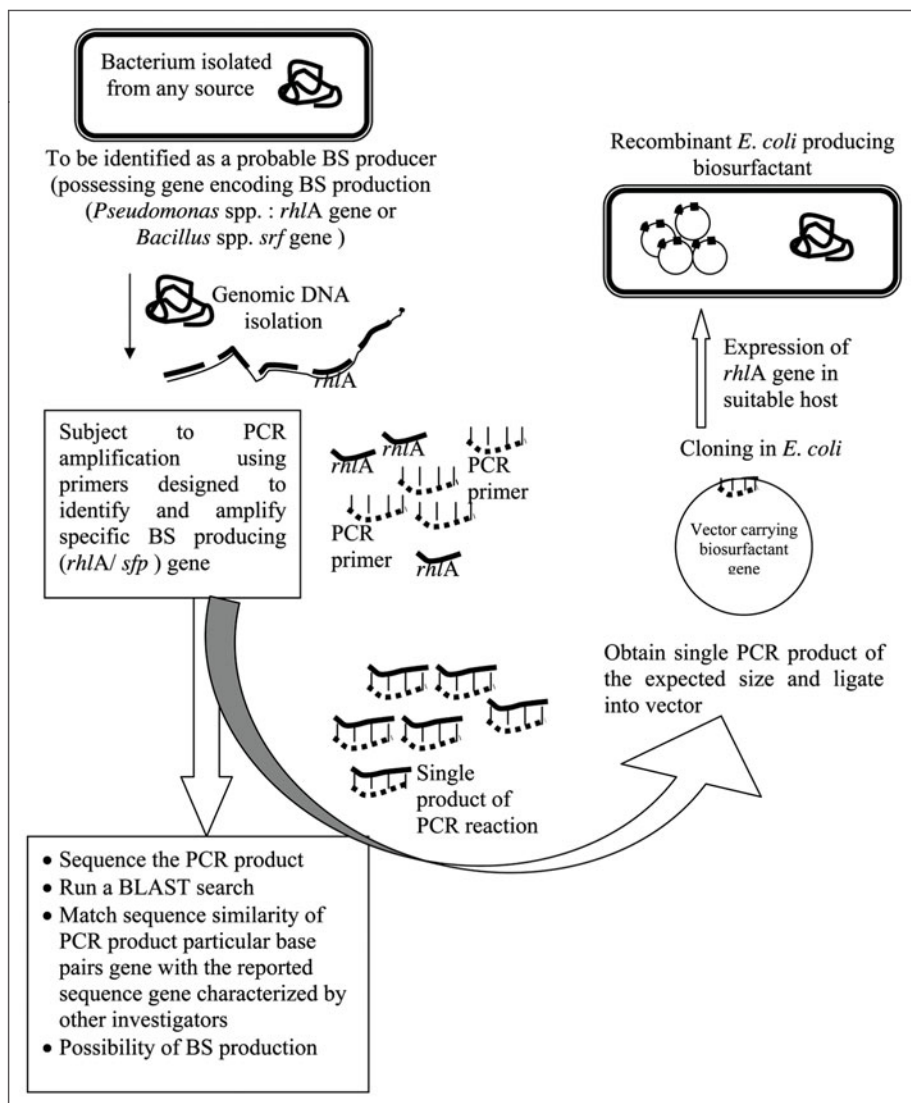 Bacterium isolated
from any source
To be identified as a probable BS producer
(possessing gene encoding BS production
(Pseudomonas spp. : rhlA gene or
Bacillus spp. srf gene )
Genomic DNA
isolation
rhlA
Subject to PCR
amplification using
primers designed to
identify and amplify
specific BS producing
(rhlA/ sfp ) gene
rhlA
rhlA
PCR
primer
PCR
primer
rhlA
Single
product of
PCR reaction
• Sequence the PCR product
• Run a BLAST search
• Match sequence similarity of
PCR product particular base
pairs gene with the reported
sequence gene characterized by
other investigators
• Possibility of BS production
Obtain single PCR product of
the expected size and ligate
into vector
Vector carrying
biosurfactant
gene
Cloning in E. coli
Expression of
rhlA gene in
suitable host
Recombinant E. coli producing
biosurfactant